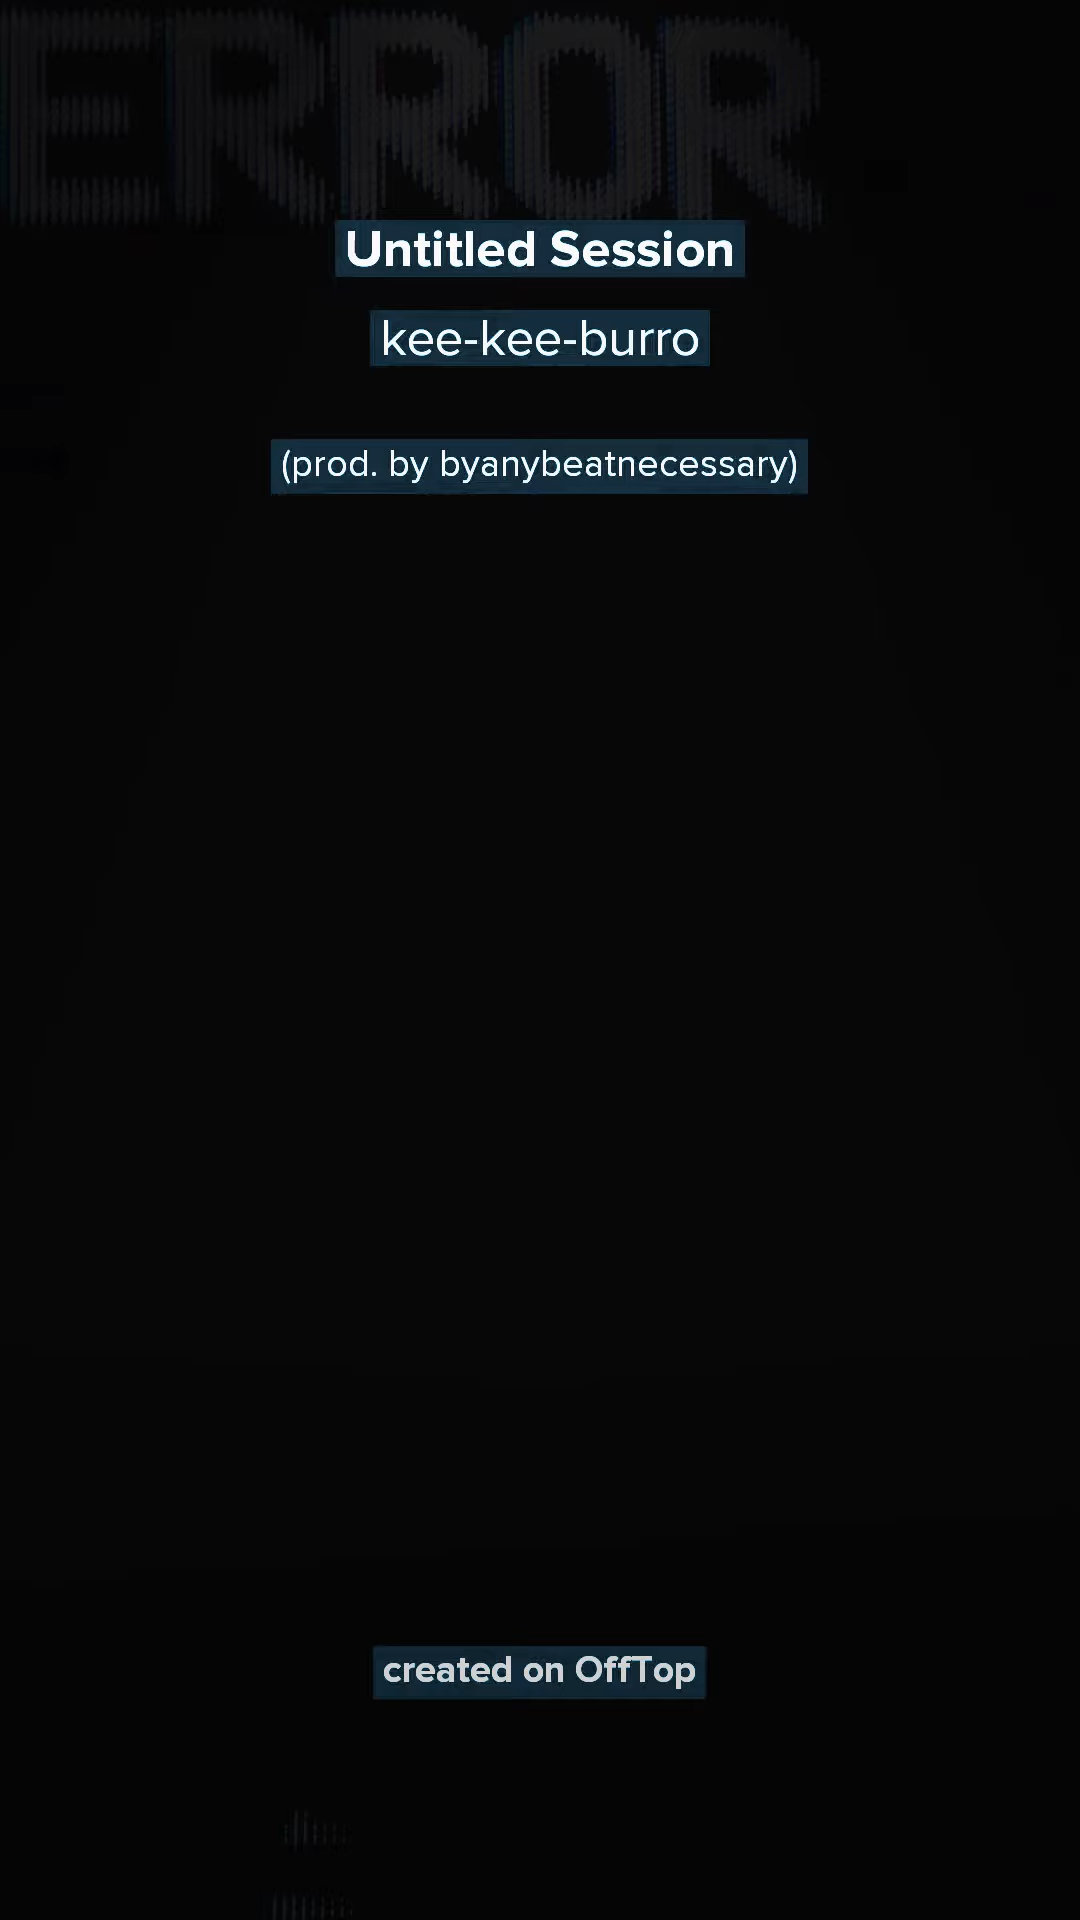 ERROR
Untitled Session
kee-kee-burro
(prod. by byanybeatnecessary)
created on OffTop